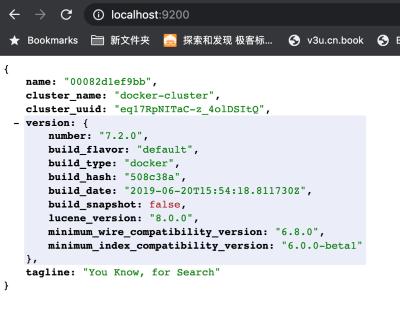 localhost:9200
Bookmarks 新文件夹 探索和发现 极客标... v3u.cn.book
{
name: "00082d1ef9bb",
cluster_name: "docker-cluster",
cluster_uuid: "eq17RpNITaC-z_4olDSItQ",
- version: {
number: "7.2.0",
build_flavor: "default",
build_type: "docker",
build_hash: "508c38a",
build_date: "2019-06-20T15:54:18.811730Z",
build_snapshot: false,
lucene_version: "8.0.0",
minimum_wire_compatibility_version: "6.8.0",
minimum_index_compatibility_version: "6.0.0-beta1"
},
tagline: "You Know, for Search"
}